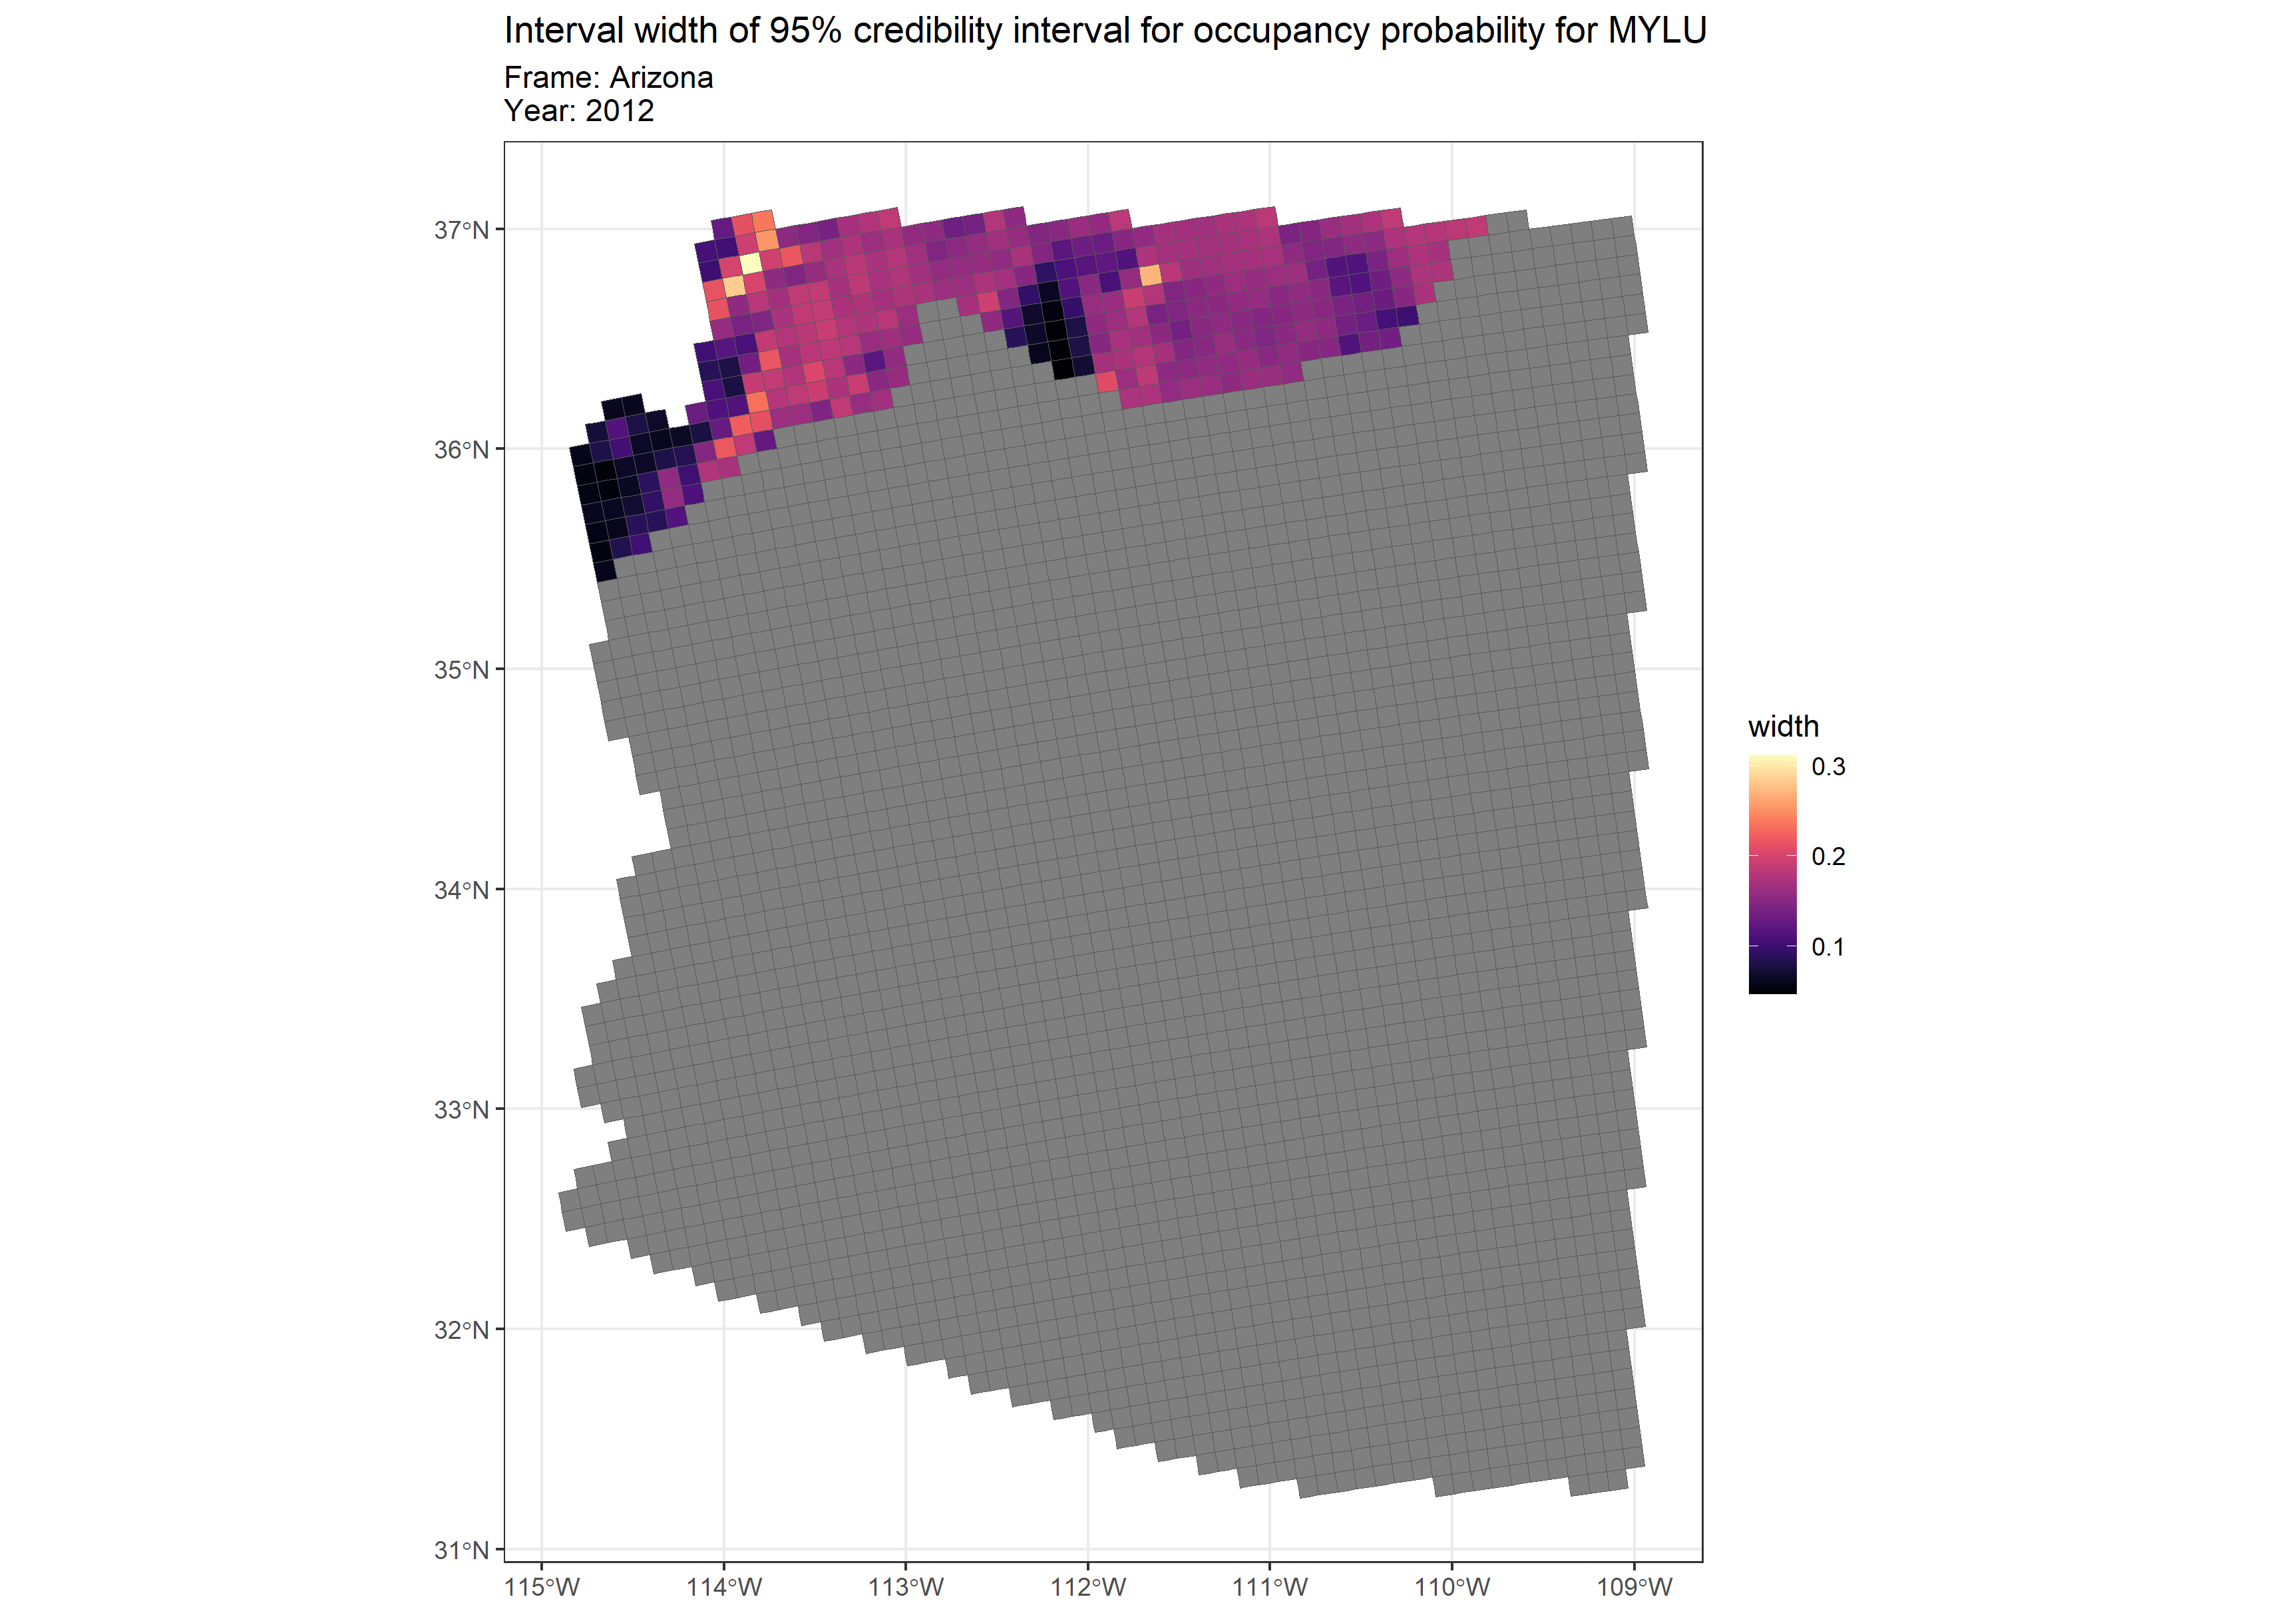 Interval width of 95% credibility interval for occupancy probability for MYLU
Frame: Arizona
Year: 2012
37°N
36°N
35°N
34°N
33°N
32°N
31°N
115°W
114°W
113°W
112°W
111°W
110°W
109°W
width
0.3
0.2
0.1